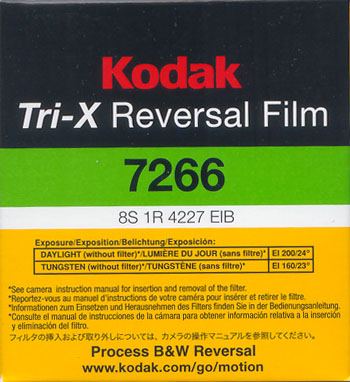 Kodak
Tri-X Reversal Film
7266
8S 1R 4227 EIB
Exposure/Exposition/Belichtung/Exposición:
DAYLIGHT (without filter)*/LUMIÈRE DU JOUR (sans filtre)* EI 200/24°
TUNGSTEN (without filter)*/TUNGSTÈNE (sans filtre)* EI 160/23°
*See camera instruction manual for insertion and removal of the filter.
*Reportez-vous au manuel d'instructions de votre caméra pour insérer et retirer le filtre.
*Informationen zum Einsetzen und Herausnehmen des Filters finden Sie in der Bedienungsanleitung.
*Consulte el manual de instrucciones de la cámara para obtener información relativa a la inserción
y eliminación del filtro.
フィルタの挿入および取り外しについては、カメラの操作マニュアルを参照してください。
Process B&W Reversal
www.kodak.com/go/motion